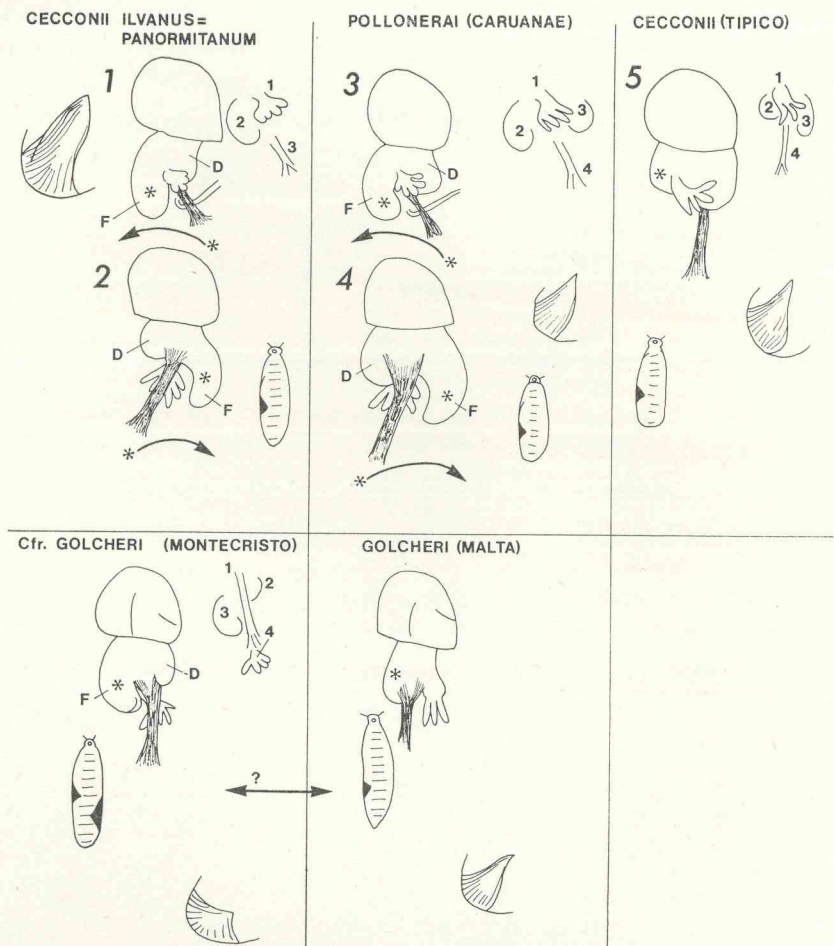 CECCONII ILVANUS=
PANORMITANUM
1
1
2
3
D
*
F
*
2
D
*
F
*
POLLONERAI (CARUANAE)
3
1
2
3
4
D
F
*
*
4
D
*
F
*
CECCONII (TIPICO)
5
1
2
3
4
*
Cfr. GOLCHERI (MONTECRISTO)
1
2
3
4
D
F
*
?
GOLCHERI (MALTA)
*